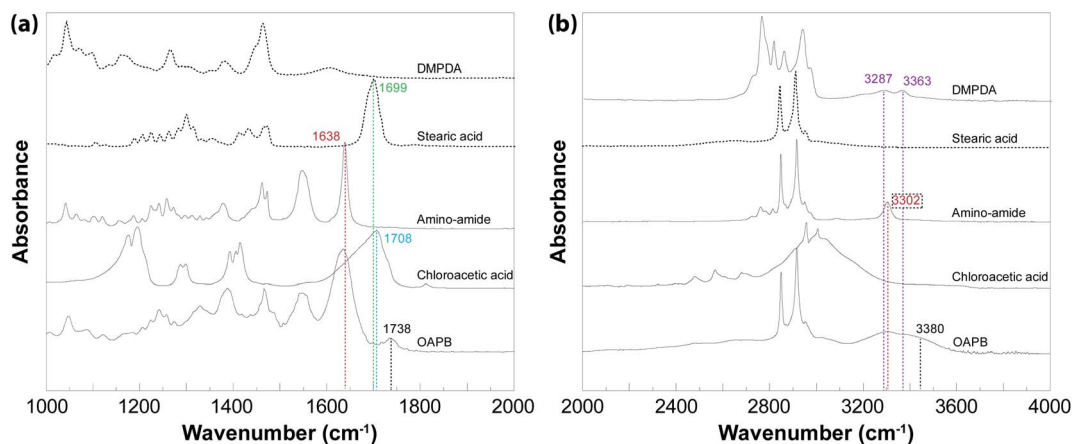 (a)
Absorbance
DMPDA
1699
Stearic acid
1638
Amino-amide
1708
Chloroacetic acid
1738
OAPB
1000 1200 1400 1600 1800 2000
Wavenumber (cm-1)
(b)
Absorbance
3287 3363
DMPDA
Stearic acid
3302
Amino-amide
Chloroacetic acid
3380
OAPB
2000 2400 2800 3200 3600 4000
Wavenumber (cm-1)